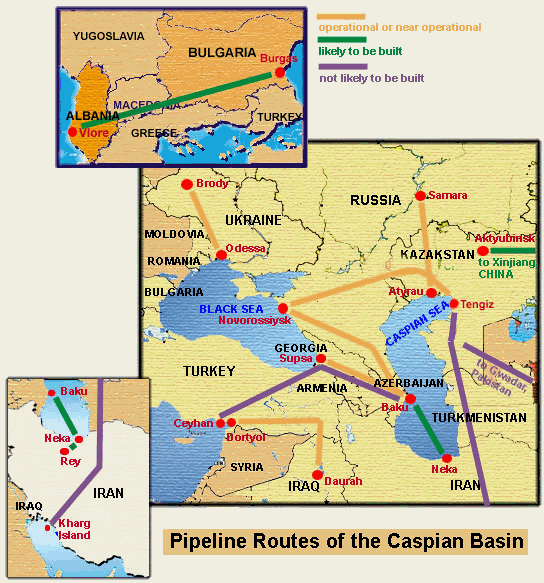 operational or near operational
likely to be built
not likely to be built
YUGOSLAVIA
BULGARIA
Burgas
MACEDONIA
ALBANIA
Vlore
GREECE
TURKEY
Brody
RUSSIA
Samara
UKRAINE
MOLDOVIA
Odessa
ROMANIA
KAZAKSTAN
Aktyubinsk
to Xinjiang
CHINA
BULGARIA
BLACK SEA
Novorossiysk
Atyrau
Tengiz
CASPIAN SEA
GEORGIA
Supsa
to Gwadar,
Pakistan
TURKEY
ARMENIA
AZERBAIJAN
Baku
TURKMENISTAN
Ceyhan
Dortyol
SYRIA
IRAQ
Daurah
Neka
IRAN
Baku
Neka
Rey
IRAN
IRAQ
Kharg
Island
Pipeline Routes of the Caspian Basin